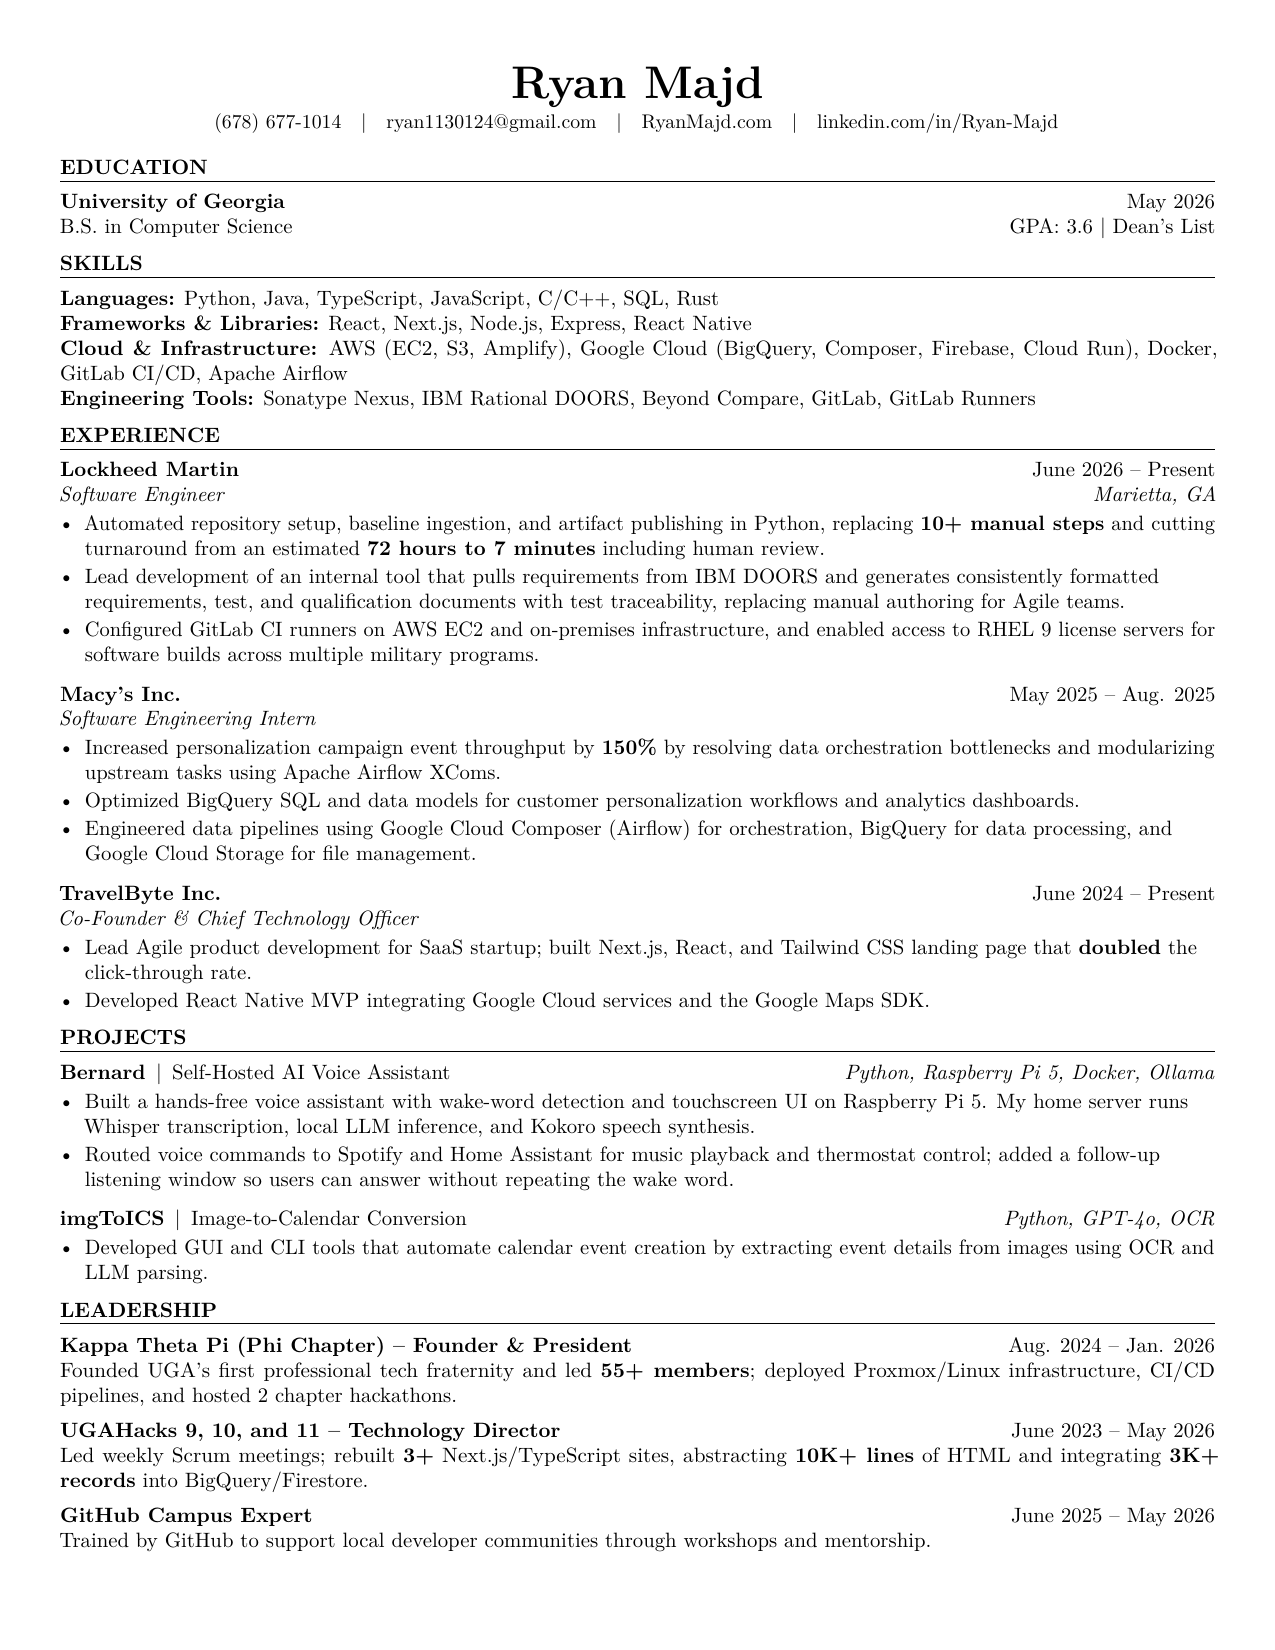 Ryan Majd
(678) 677-1014 | ryan1130124@gmail.com | RyanMajd.com | linkedin.com/in/Ryan-Majd
EDUCATION
University of Georgia May 2026
B.S. in Computer Science GPA: 3.6 | Dean's List
SKILLS
Languages: Python, Java, TypeScript, JavaScript, C/C++, SQL, Rust
Frameworks & Libraries: React, Next.js, Node.js, Express, React Native
Cloud & Infrastructure: AWS (EC2, S3, Amplify), Google Cloud (BigQuery, Composer, Firebase, Cloud Run), Docker,
GitLab CI/CD, Apache Airflow
Engineering Tools: Sonatype Nexus, IBM Rational DOORS, Beyond Compare, GitLab, GitLab Runners
EXPERIENCE
Lockheed Martin June 2026 – Present
Software Engineer Marietta, GA
• Automated repository setup, baseline ingestion, and artifact publishing in Python, replacing 10+ manual steps and cutting
turnaround from an estimated 72 hours to 7 minutes including human review.
• Lead development of an internal tool that pulls requirements from IBM DOORS and generates consistently formatted
requirements, test, and qualification documents with test traceability, replacing manual authoring for Agile teams.
• Configured GitLab CI runners on AWS EC2 and on-premises infrastructure, and enabled access to RHEL 9 license servers for
software builds across multiple military programs.
Macy's Inc. May 2025 – Aug. 2025
Software Engineering Intern
• Increased personalization campaign event throughput by 150% by resolving data orchestration bottlenecks and modularizing
upstream tasks using Apache Airflow XComs.
• Optimized BigQuery SQL and data models for customer personalization workflows and analytics dashboards.
• Engineered data pipelines using Google Cloud Composer (Airflow) for orchestration, BigQuery for data processing, and
Google Cloud Storage for file management.
TravelByte Inc. June 2024 – Present
Co-Founder & Chief Technology Officer
• Lead Agile product development for SaaS startup; built Next.js, React, and Tailwind CSS landing page that doubled the
click-through rate.
• Developed React Native MVP integrating Google Cloud services and the Google Maps SDK.
PROJECTS
Bernard | Self-Hosted AI Voice Assistant Python, Raspberry Pi 5, Docker, Ollama
• Built a hands-free voice assistant with wake-word detection and touchscreen UI on Raspberry Pi 5. My home server runs
Whisper transcription, local LLM inference, and Kokoro speech synthesis.
• Routed voice commands to Spotify and Home Assistant for music playback and thermostat control; added a follow-up
listening window so users can answer without repeating the wake word.
imgToICS | Image-to-Calendar Conversion Python, GPT-4o, OCR
• Developed GUI and CLI tools that automate calendar event creation by extracting event details from images using OCR and
LLM parsing.
LEADERSHIP
Kappa Theta Pi (Phi Chapter) – Founder & President Aug. 2024 – Jan. 2026
Founded UGA's first professional tech fraternity and led 55+ members; deployed Proxmox/Linux infrastructure, CI/CD
pipelines, and hosted 2 chapter hackathons.
UGAHacks 9, 10, and 11 – Technology Director June 2023 – May 2026
Led weekly Scrum meetings; rebuilt 3+ Next.js/TypeScript sites, abstracting 10K+ lines of HTML and integrating 3K+
records into BigQuery/Firestore.
GitHub Campus Expert June 2025 – May 2026
Trained by GitHub to support local developer communities through workshops and mentorship.